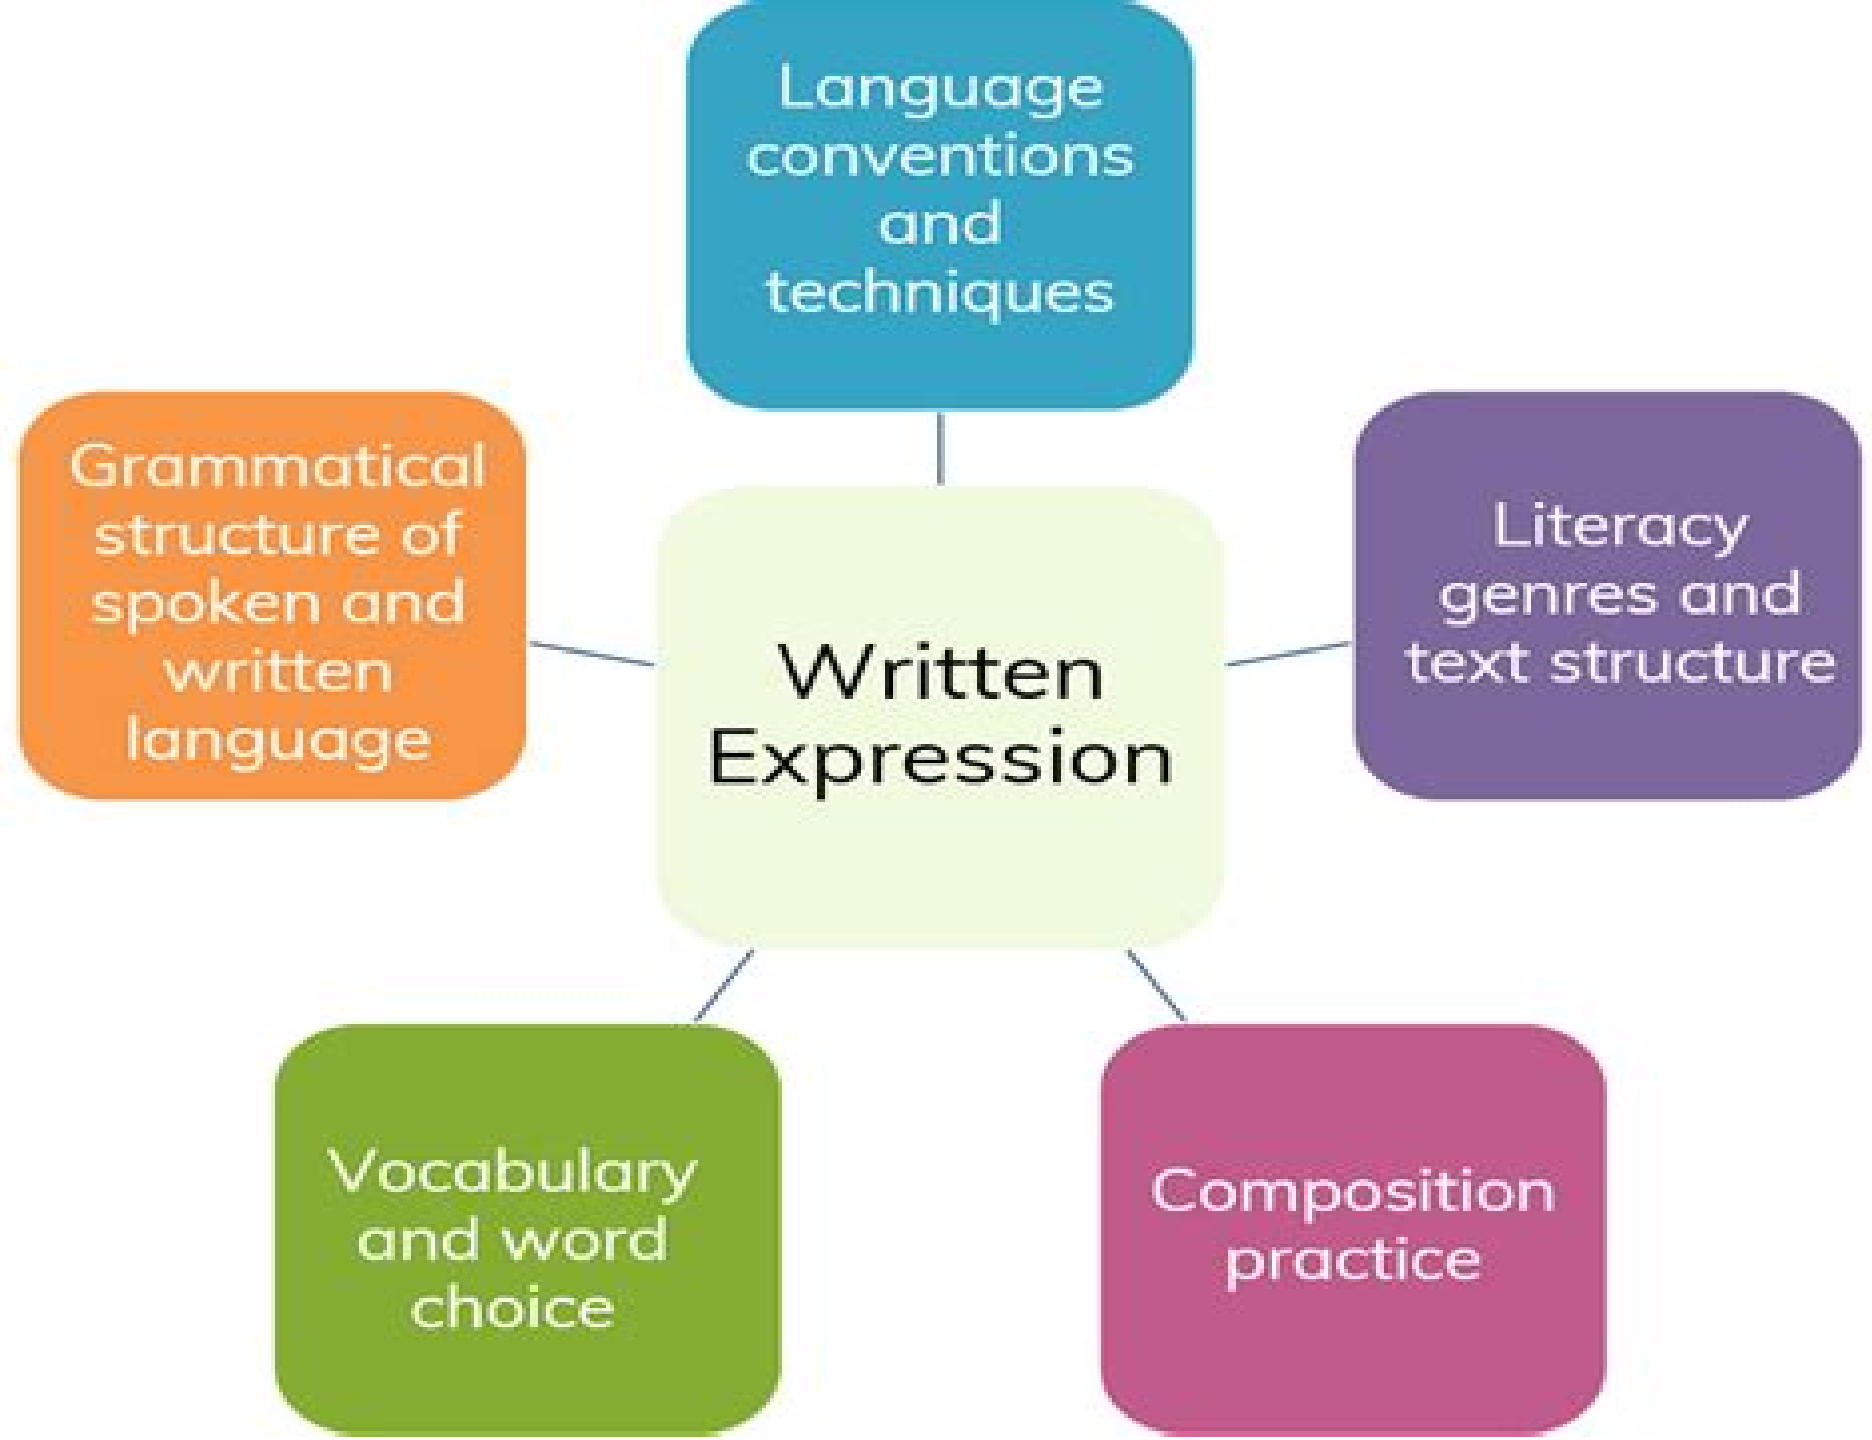 Language
conventions
and
techniques
Grammatical
structure of
spoken and
written
language
Literacy
genres and
text structure
Written
Expression
Vocabulary
and word
choice
Composition
practice